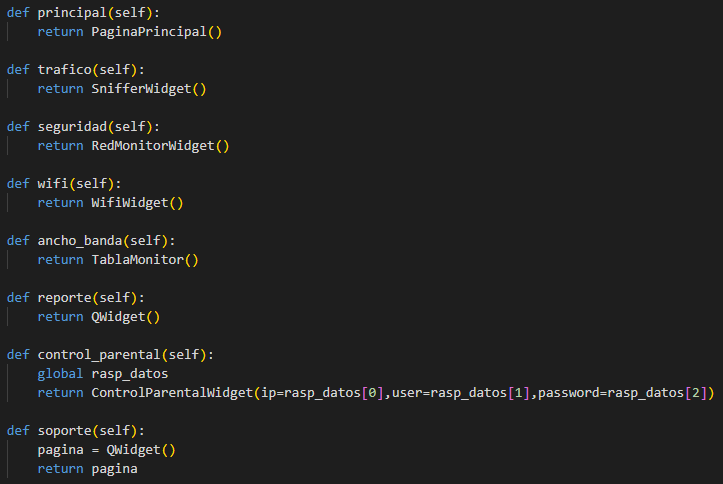 def principal(self):
    return PaginaPrincipal()
def trafico(self):
    return SnifferWidget()
def seguridad(self):
    return RedMonitorWidget()
def wifi(self):
    return WifiWidget()
def ancho_banda(self):
    return TablaMonitor()
def reporte(self):
    return QWidget()
def control_parental(self):
    global rasp_datos
    return ControlParentalWidget(ip=rasp_datos[0],user=rasp_datos[1],password=rasp_datos[2])
def soporte(self):
    pagina = QWidget()
    return pagina